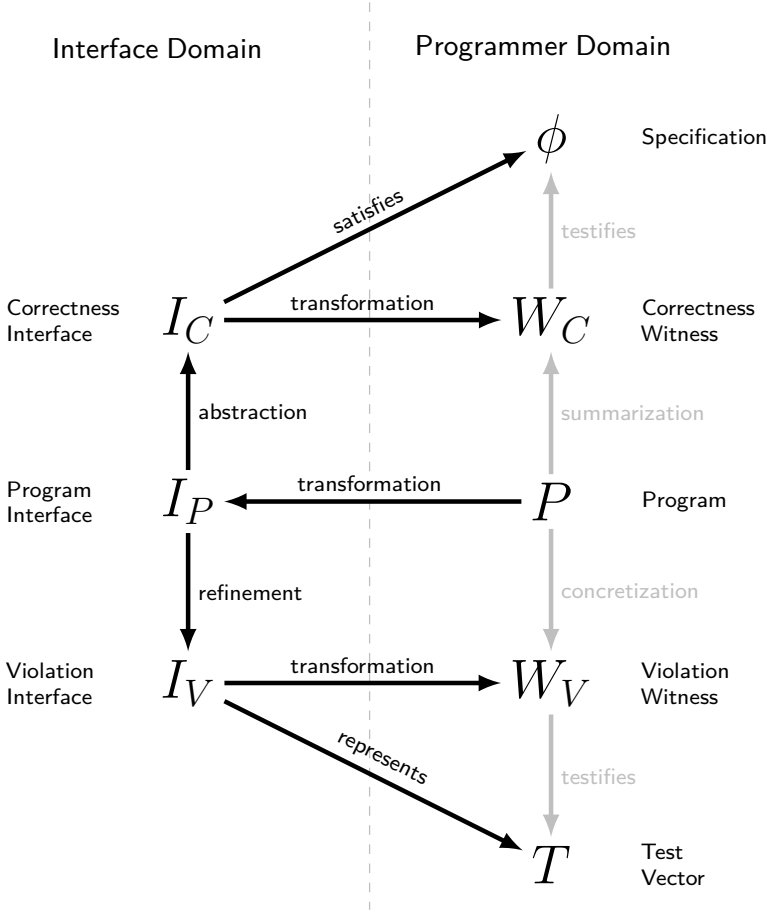 Interface Domain
Programmer Domain
ϕ
Specification
satisfies
testifies
Correctness
Interface
I_C
transformation
W_C
Correctness
Witness
abstraction
summarization
Program
Interface
I_P
transformation
P
Program
refinement
concretization
Violation
Interface
I_V
transformation
W_V
Violation
Witness
represents
testifies
T
Test
Vector